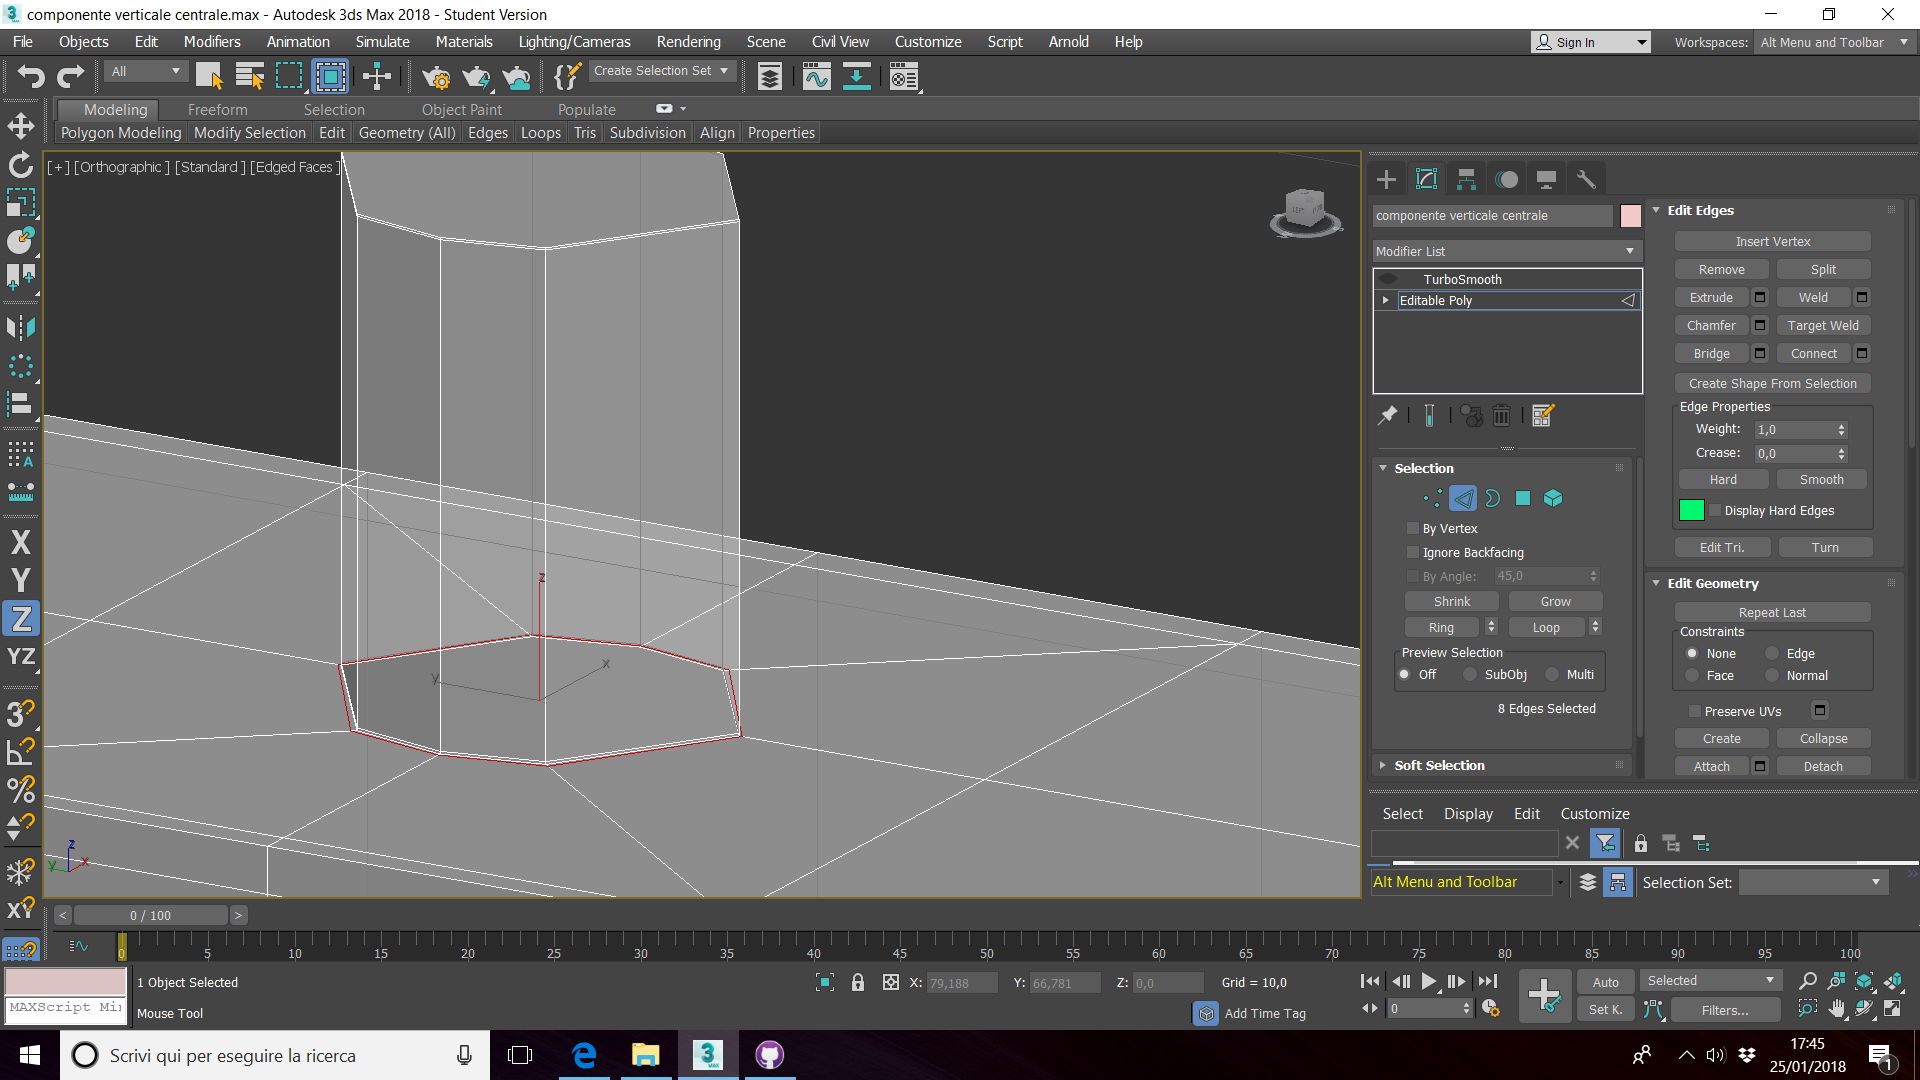 componente verticale centrale.max - Autodesk 3ds Max 2018 - Student Version
File Objects Edit Modifiers Animation Simulate Materials Lighting/Cameras Rendering Scene Civil View Customize Script Arnold Help
Sign In Workspaces: Alt Menu and Toolbar
All Create Selection Set
Modeling Freeform Selection Object Paint Populate
Polygon Modeling Modify Selection Edit Geometry (All) Edges Loops Tris Subdivision Align Properties
[+] [Orthographic ] [Standard ] [Edged Faces ]
componente verticale centrale
Modifier List
TurboSmooth
Editable Poly
Selection
By Vertex
Ignore Backfacing
By Angle: 45,0
Shrink Grow
Ring Loop
Preview Selection
Off SubObj Multi
8 Edges Selected
Soft Selection
Edit Edges
Insert Vertex
Remove Split
Extrude Weld
Chamfer Target Weld
Bridge Connect
Create Shape From Selection
Edge Properties
Weight: 1,0
Crease: 0,0
Hard Smooth
Display Hard Edges
Edit Tri. Turn
Edit Geometry
Repeat Last
Constraints
None Edge
Face Normal
Preserve UVs
Create Collapse
Attach Detach
X
Y
Z
YZ
3
%
XY
z
x
y
z
y x
Select Display Edit Customize
Alt Menu and Toolbar Selection Set:
< 0 / 100 >
0 5 10 15 20 25 30 35 40 45 50 55 60 65 70 75 80 85 90 95 100
1 Object Selected X: 79,188 Y: 66,781 Z: 0,0 Grid = 10,0 Auto Selected
MAXScript Mi
Mouse Tool Add Time Tag 0 Set K. Filters...
Scrivi qui per eseguire la ricerca
3
MAX
17:45
25/01/2018
1